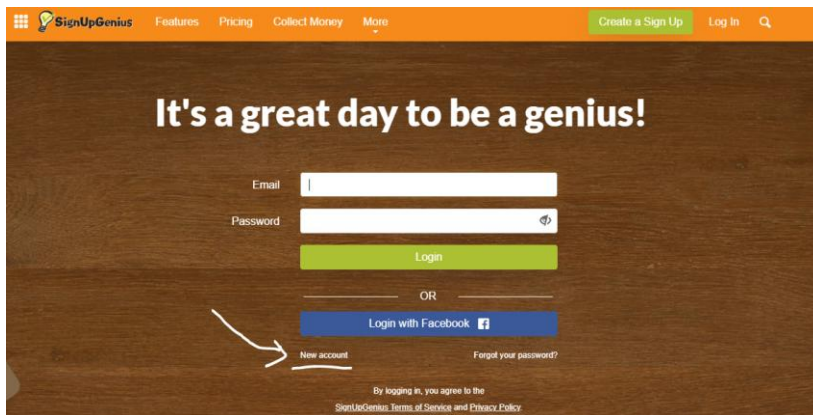 SignUpGenius Features Pricing Collect Money More Create a Sign Up Log In
It's a great day to be a genius!
Email
Password
Login
OR
Login with Facebook
New account Forgot your password?
By logging in, you agree to the
SignUpGenius Terms of Service and Privacy Policy.